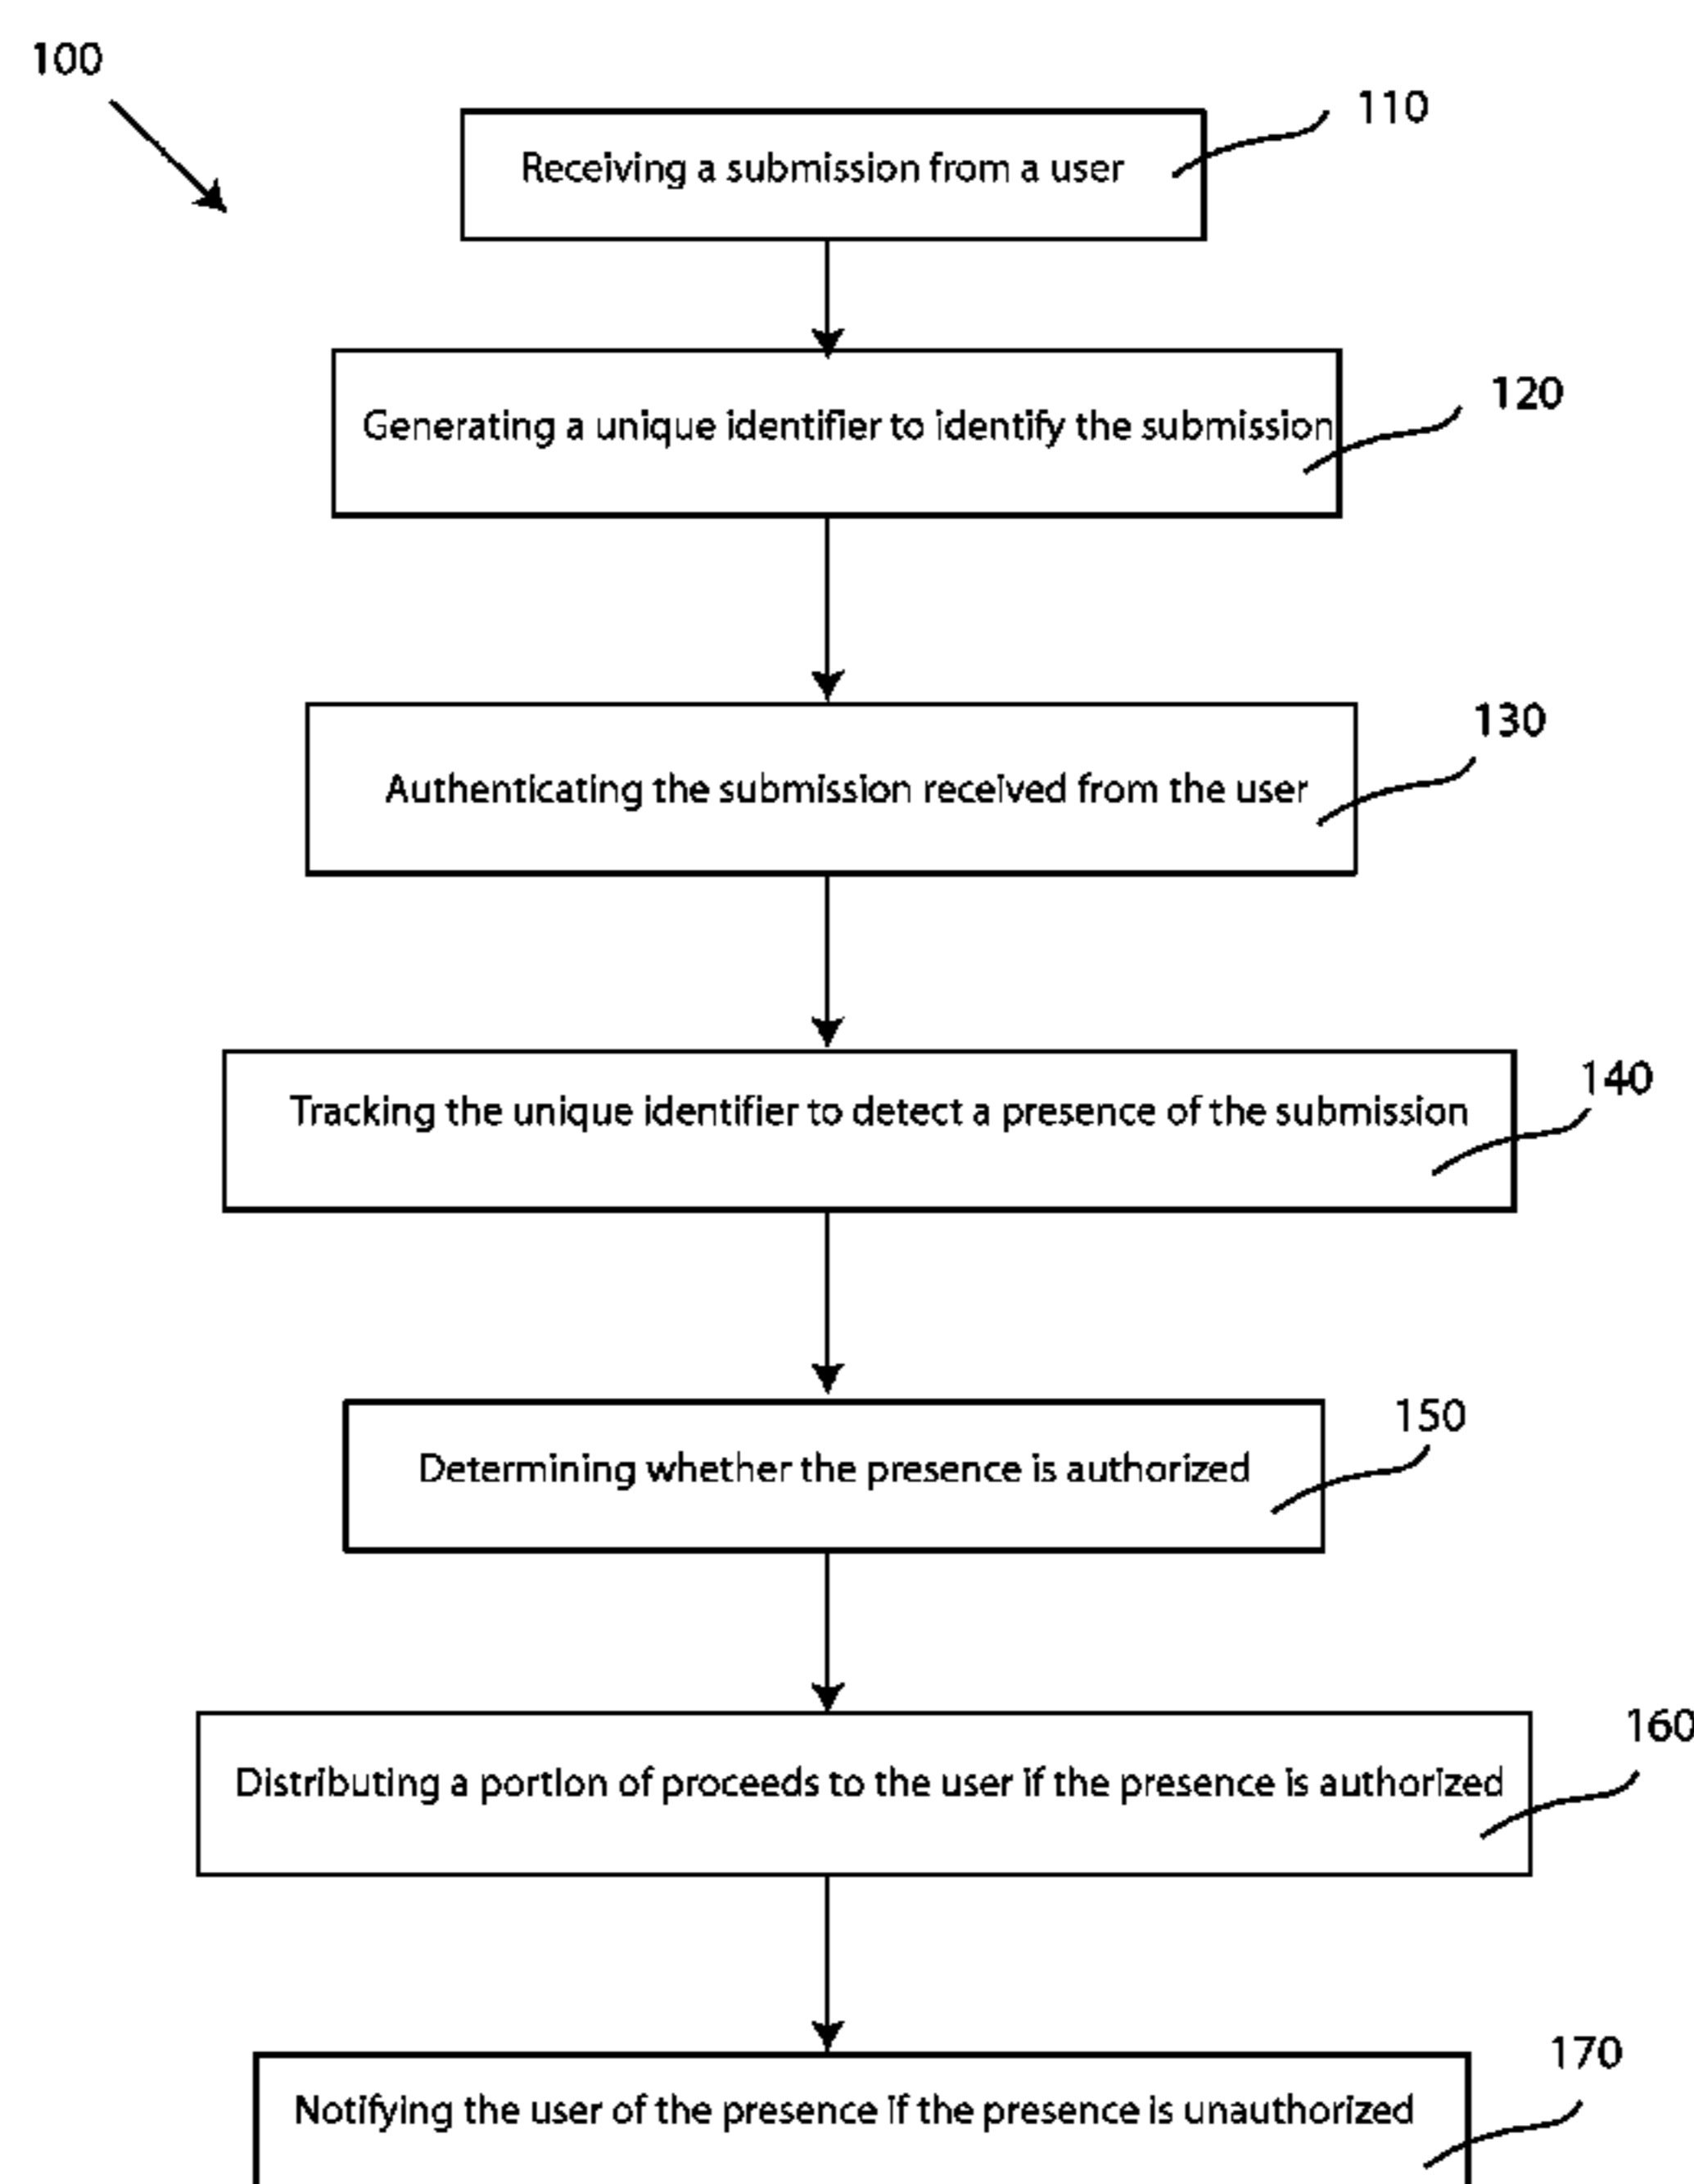 100
110
Receiving a submission from a user
120
Generating a unique identifier to identify the submission
130
Authenticating the submission received from the user
140
Tracking the unique identifier to detect a presence of the submission
150
Determining whether the presence is authorized
160
Distributing a portion of proceeds to the user if the presence is authorized
170
Notifying the user of the presence if the presence is unauthorized